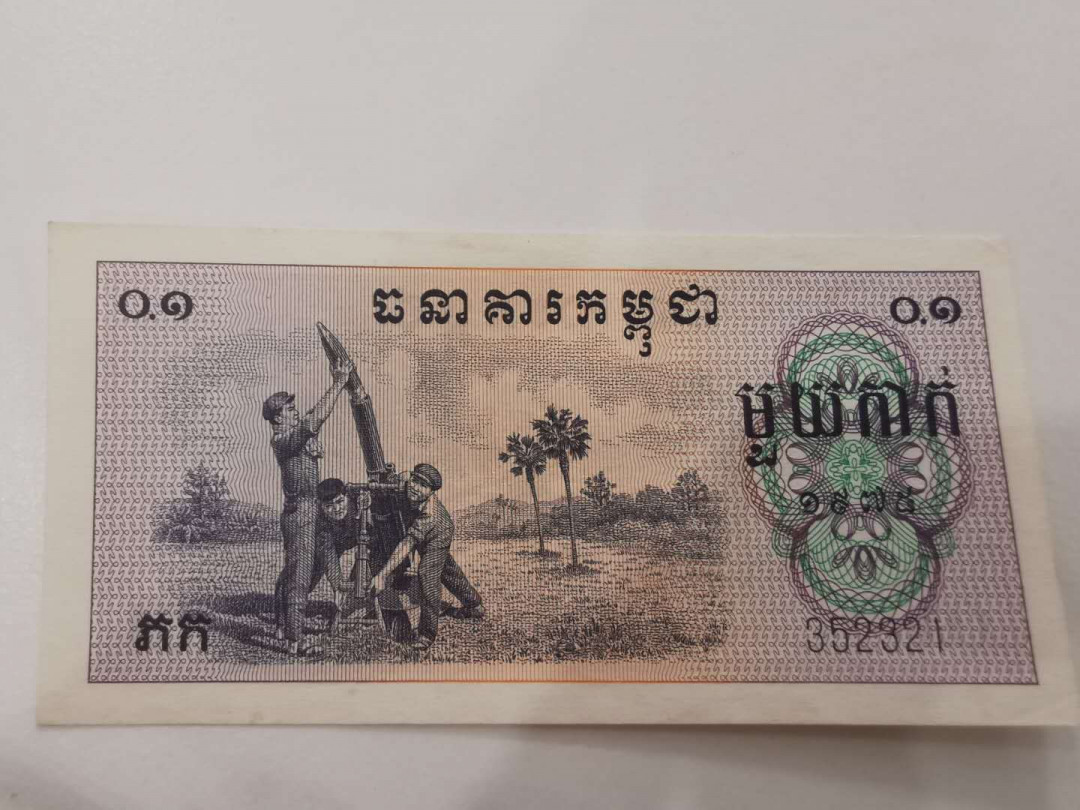 ០.១ ធនាគារកម្ពុជា ០.១
មួយកាក់
១៩៧៥
ភក 352321